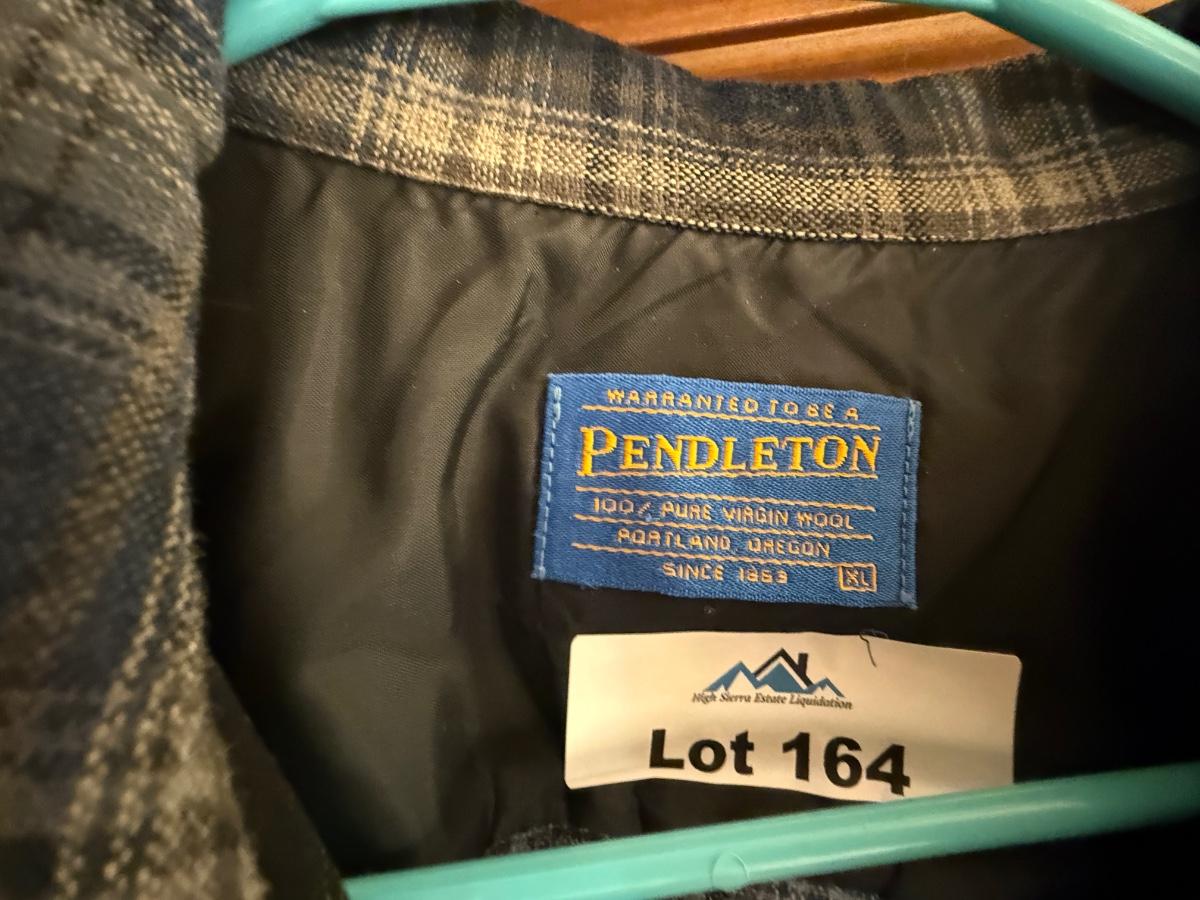 WARRANTED TO BE A
PENDLETON
100% PURE VIRGIN WOOL
PORTLAND, OREGON
SINCE 1863
XL
High Sierra Estate Liquidation
Lot 164